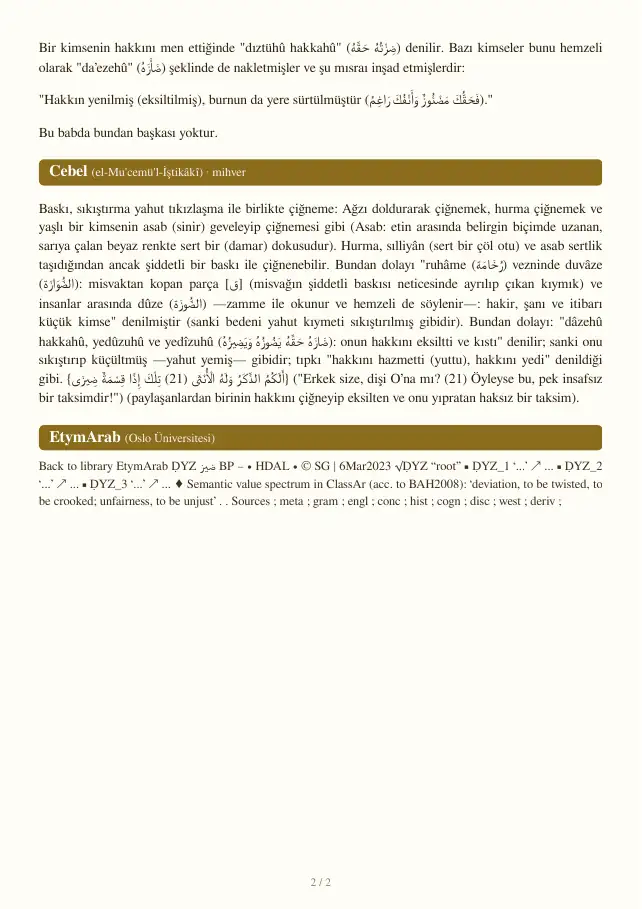 Bir kimsenin hakkını men ettiğinde "dıztühû hakkahû" (ضِزْتُهُ حَقَّهُ) denilir. Bazı kimseler bunu hemzeli
olarak "da’ezehû" (ضَأَزَهُ) şeklinde de nakletmişler ve şu mısraı inşad etmişlerdir:
"Hakkın yenilmiş (eksiltilmiş), burnun da yere sürtülmüştür (فَحَقُّكَ مَضْئُوزٌ وَأَنْفُكَ رَاغِمُ)."
Bu babda bundan başkası yoktur.
Cebel (el-Mu'cemü'l-İştikâkî) · mihver
Baskı, sıkıştırma yahut tıkızlaşma ile birlikte çiğneme: Ağzı doldurarak çiğnemek, hurma çiğnemek ve
yaşlı bir kimsenin asab (sinir) geveleyip çiğnemesi gibi (Asab: etin arasında belirgin biçimde uzanan,
sarıya çalan beyaz renkte sert bir (damar) dokusudur). Hurma, sılliyân (sert bir çöl otu) ve asab sertlik
taşıdığından ancak şiddetli bir baskı ile çiğnenebilir. Bundan dolayı "ruhâme (رُخَامَة) vezninde duvâze
(الضُّوَازَة): misvaktan kopan parça [ق] (misvağın şiddetli baskısı neticesinde ayrılıp çıkan kıymık) ve
insanlar arasında dûze (الضُّوزَة) —zamme ile okunur ve hemzeli de söylenir—: hakir, şanı ve itibarı
küçük kimse" denilmiştir (sanki bedeni yahut kıymeti sıkıştırılmış gibidir). Bundan dolayı: "dâzehû
hakkahû, yedûzuhû ve yedîzuhû (ضَازَهُ حَقَّهُ يَضُوزُهُ وَيَضِيزُهُ): onun hakkını eksiltti ve kıstı" denilir; sanki onu
sıkıştırıp küçültmüş —yahut yemiş— gibidir; tıpkı "hakkını hazmetti (yuttu), hakkını yedi" denildiği
gibi. {أَلَكُمُ الذَّكَرُ وَلَهُ الْأُنْثَى (21) تِلْكَ إِذًا قِسْمَةٌ ضِيزَى} ("Erkek size, dişi O’na mı? (21) Öyleyse bu, pek insafsız
bir taksimdir!") (paylaşanlardan birinin hakkını çiğneyip eksilten ve onu yıpratan haksız bir taksim).
EtymArab (Oslo Üniversitesi)
Back to library EtymArab ḌYZ ضيز BP – • HDAL • © SG | 6Mar2023 √ḌYZ “root” ▪ ḌYZ_1 ‘...’ ↗ ... ▪ ḌYZ_2
‘...’ ↗ ... ▪ ḌYZ_3 ‘...’ ↗ ... ♦ Semantic value spectrum in ClassAr (acc. to BAH2008): ‘deviation, to be twisted, to
be crooked; unfairness, to be unjust’ . . Sources ; meta ; gram ; engl ; conc ; hist ; cogn ; disc ; west ; deriv ;
2 / 2